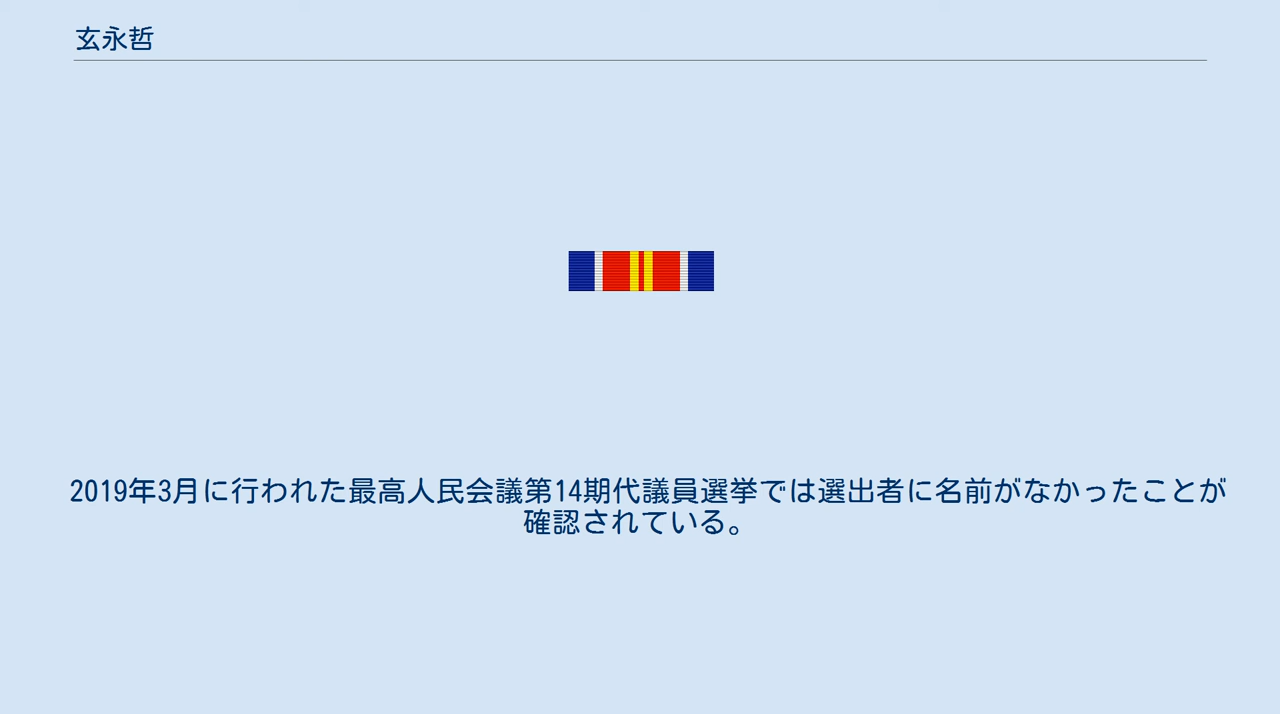 玄永哲
2019年3月に行われた最高人民会議第14期代議員選挙では選出者に名前がなかったことが
確認されている。